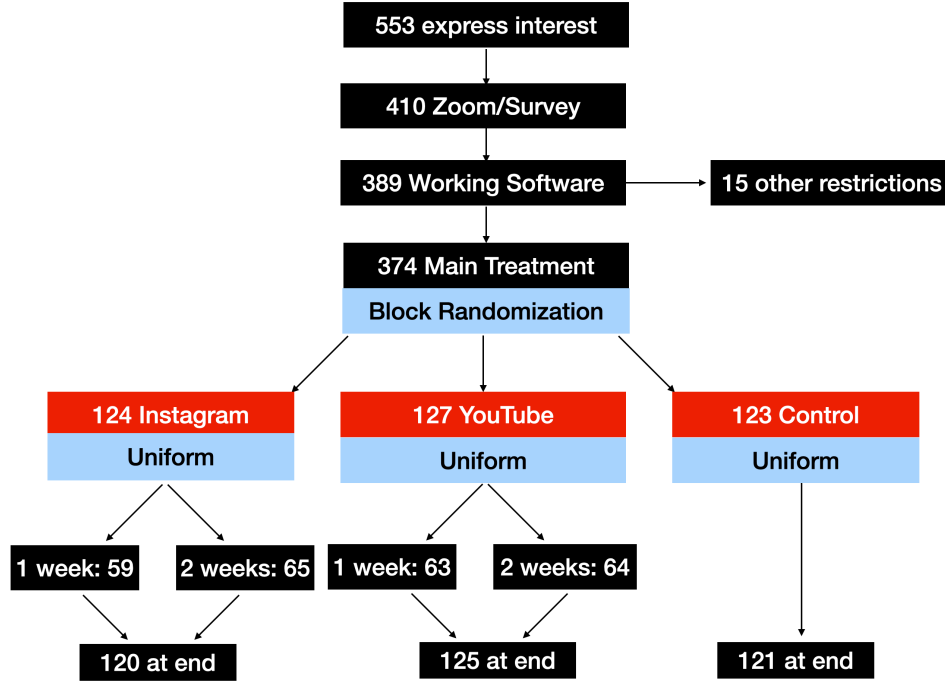 553 express interest
410 Zoom/Survey
389 Working Software
15 other restrictions
374 Main Treatment
Block Randomization
124 Instagram
127 YouTube
123 Control
Uniform
Uniform
Uniform
1 week: 59
2 weeks: 65
1 week: 63
2 weeks: 64
120 at end
125 at end
121 at end